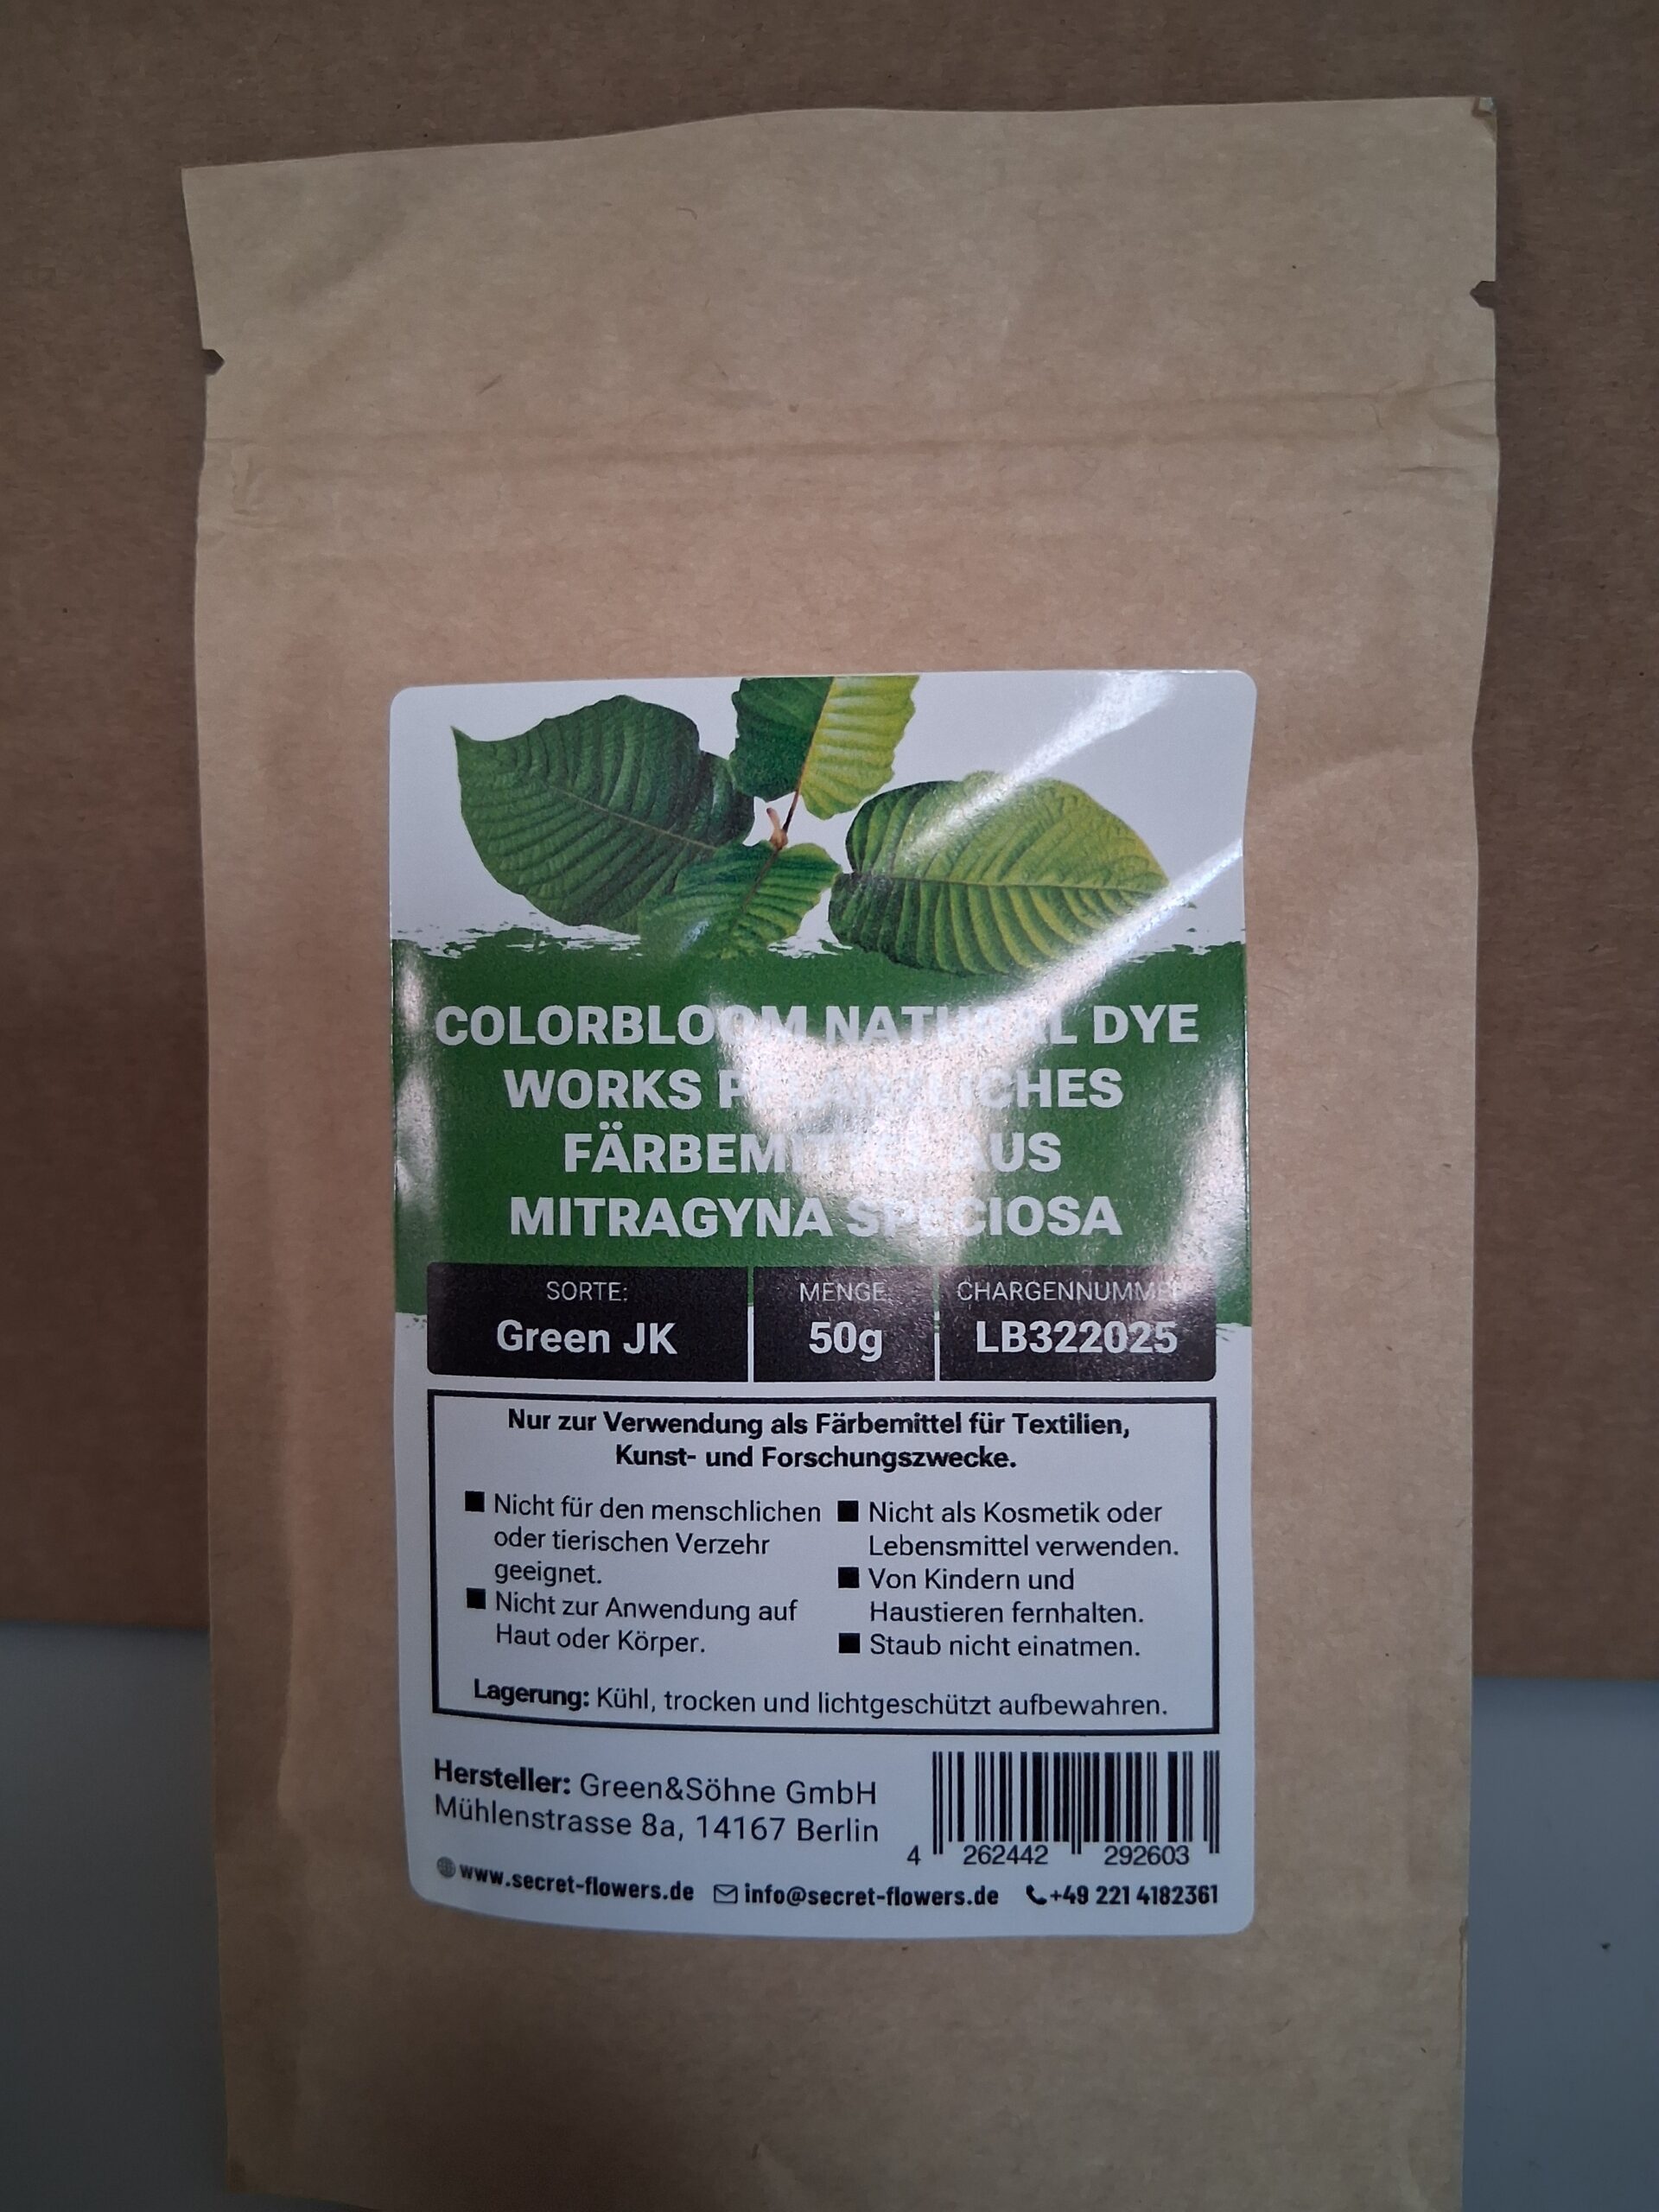 COLORBLOOM NATURAL DYE
WORKS PFLANZLICHES
FÄRBEMITTEL AUS
MITRAGYNA SPECIOSA
SORTE: MENGE: CHARGENNUMMER
Green JK 50g LB322025
Nur zur Verwendung als Färbemittel für Textilien,
Kunst- und Forschungszwecke.
■ Nicht für den menschlichen
oder tierischen Verzehr
geeignet.
■ Nicht zur Anwendung auf
Haut oder Körper.
■ Nicht als Kosmetik oder
Lebensmittel verwenden.
■ Von Kindern und
Haustieren fernhalten.
■ Staub nicht einatmen.
Lagerung: Kühl, trocken und lichtgeschützt aufbewahren.
Hersteller: Green&Söhne GmbH
Mühlenstrasse 8a, 14167 Berlin
4 262442 292603
www.secret-flowers.de info@secret-flowers.de +49 221 4182361